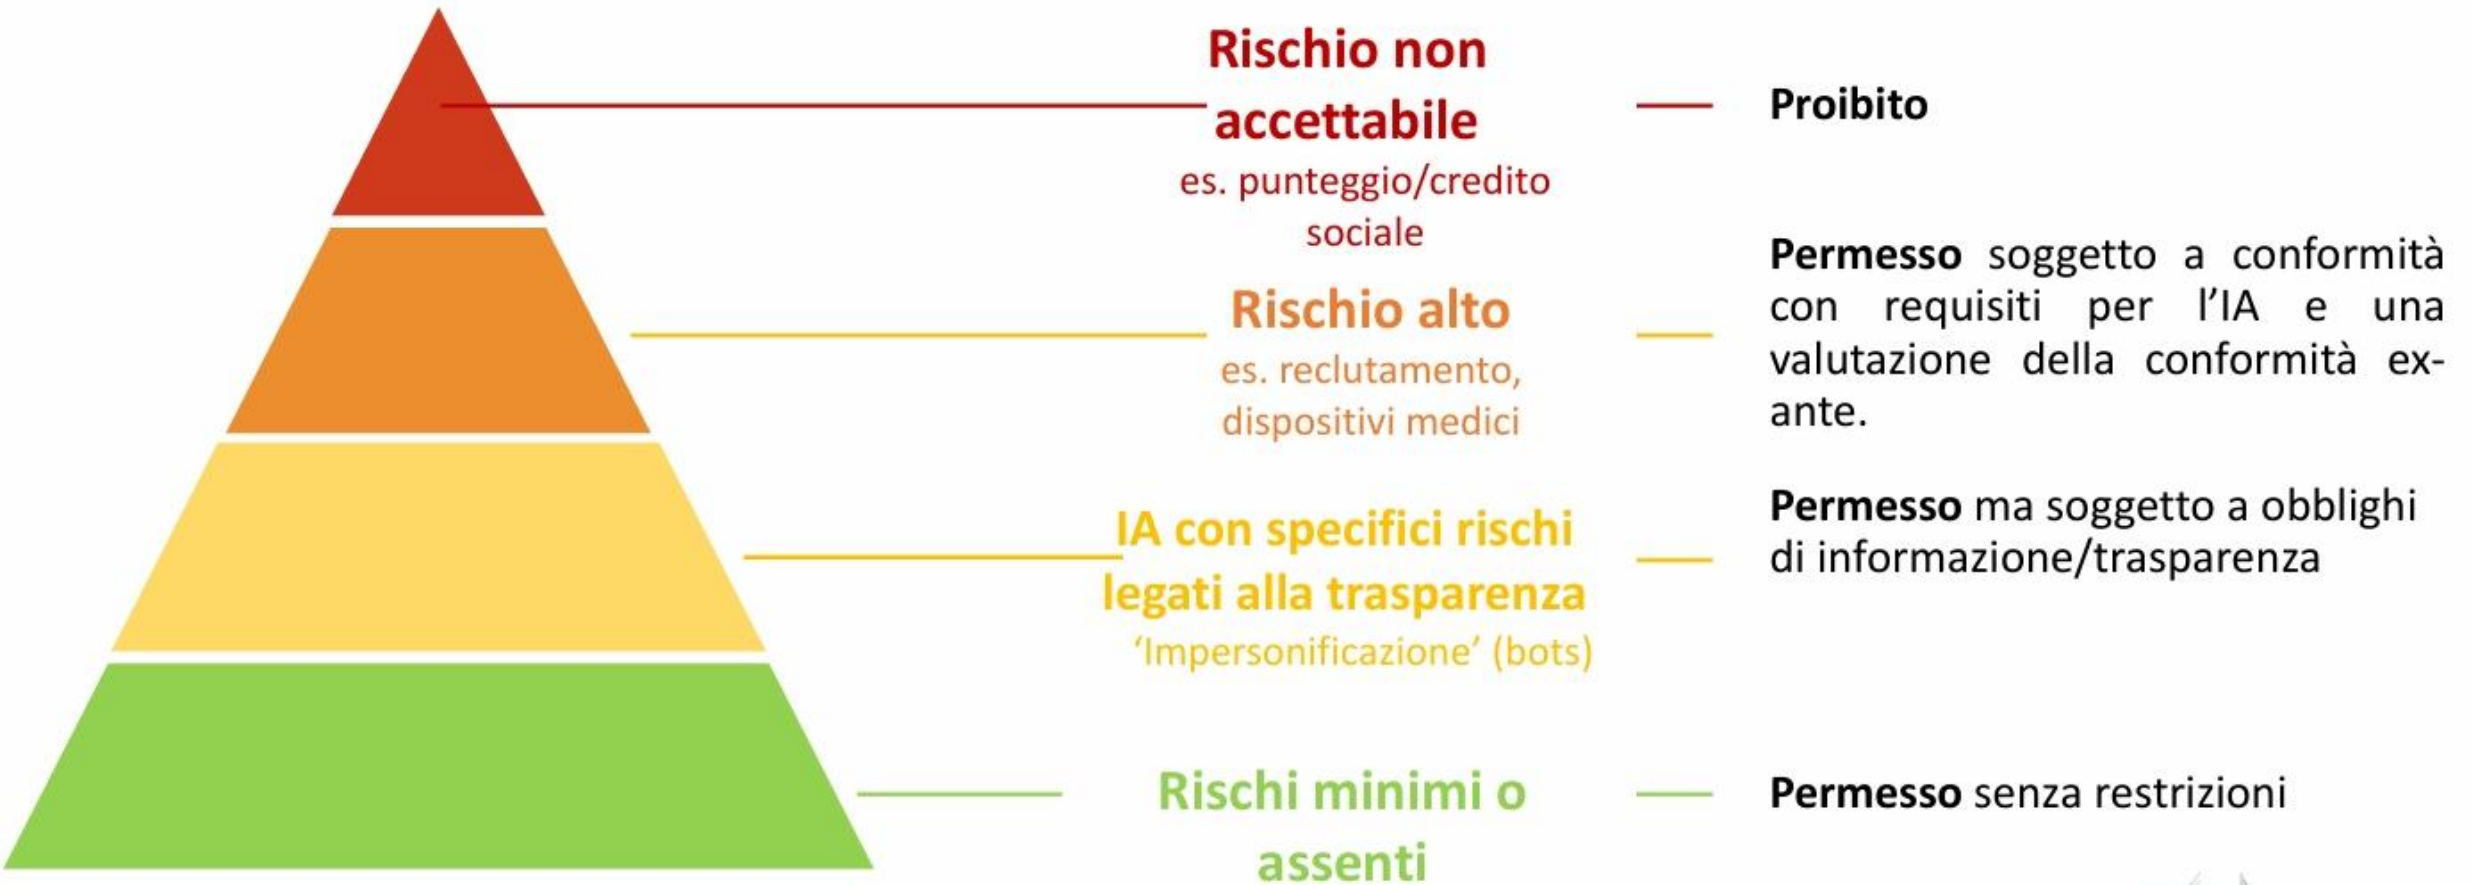 Rischio non
accettabile
es. punteggio/credito
sociale
Proibito
Rischio alto
es. reclutamento,
dispositivi medici
Permesso soggetto a conformità
con requisiti per l’IA e una
valutazione della conformità ex-
ante.
IA con specifici rischi
legati alla trasparenza
‘Impersonificazione’ (bots)
Permesso ma soggetto a obblighi
di informazione/trasparenza
Rischi minimi o
assenti
Permesso senza restrizioni